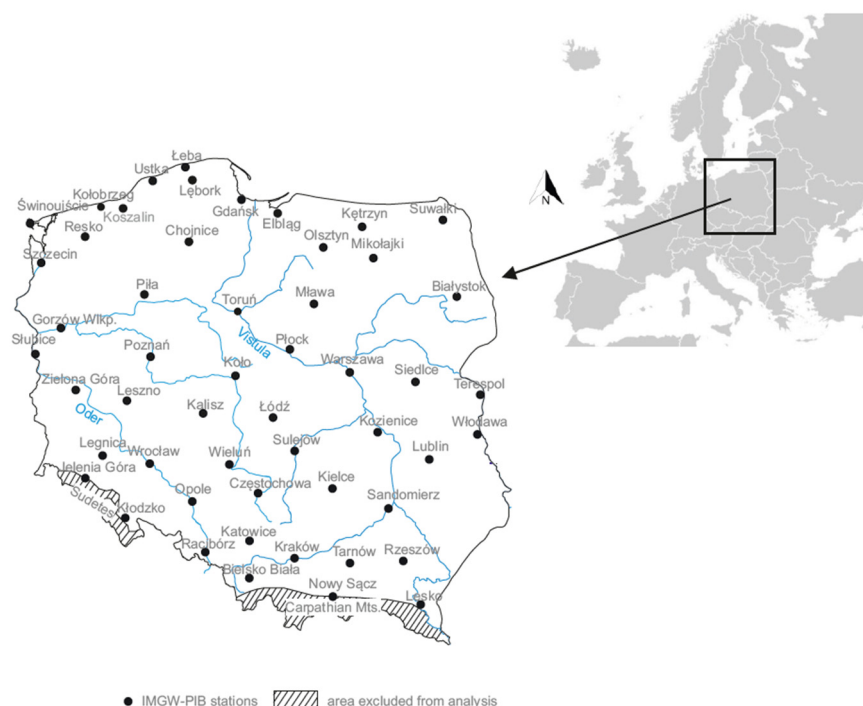 Łeba
Ustka
Lębork
Kołobrzeg
Koszalin
Świnoujście
Gdańsk
Elbląg
Kętrzyn
Suwałki
Resko
Chojnice
Olsztyn
Mikołajki
Szczecin
Piła
Toruń
Mława
Białystok
Gorzów Wlkp.
Vistula
Płock
Słubice
Poznań
Koło
Warszawa
Siedlce
Terespol
Zielona Góra
Leszno
Kalisz
Łódź
Oder
Kozienice
Włodawa
Legnica
Wrocław
Wieluń
Sulejów
Lublin
Jelenia Góra
Sudetes
Kłodzko
Opole
Częstochowa
Kielce
Sandomierz
Racibórz
Katowice
Kraków
Tarnów
Rzeszów
Bielsko Biała
Nowy Sącz
Lesko
Carpathian Mts.
N
IMGW-PIB stations
area excluded from analysis